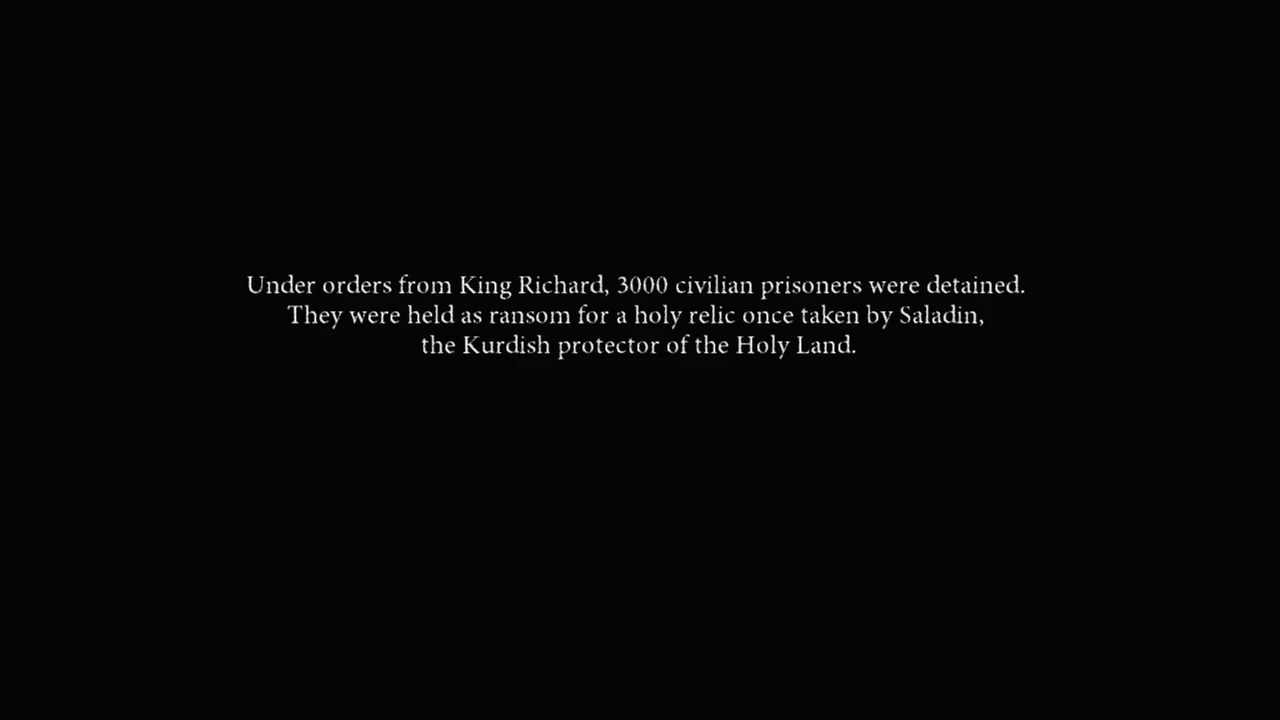 Under orders from King Richard, 3000 civilian prisoners were detained.
They were held as ransom for a holy relic once taken by Saladin,
the Kurdish protector of the Holy Land.